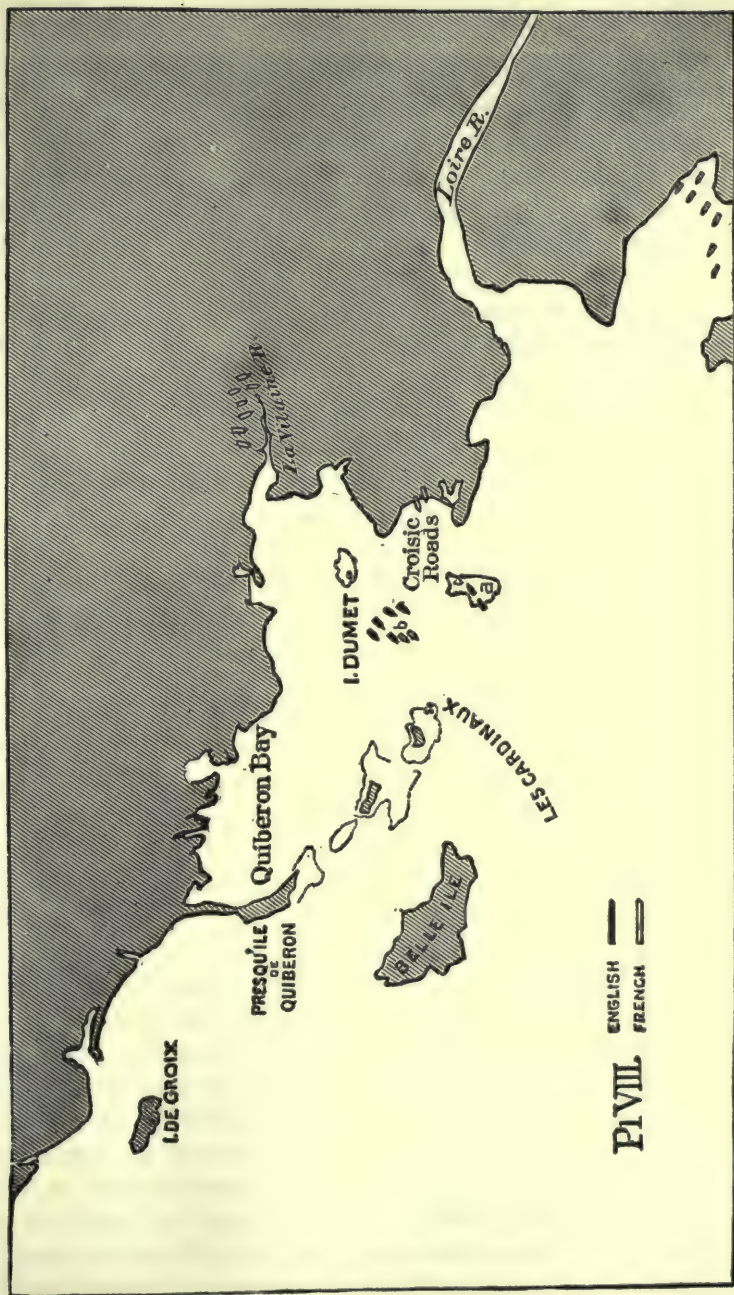 I.DE GROIX
PRESQU'ILE
DE
QUIBERON
Quiberon Bay
BELLE ILE
LES CARDINAUX
I.DUMET
b
Croisic
Roads
a
La Vilaine R.
Loire R.
Pl VIII.
ENGLISH
FRENCH